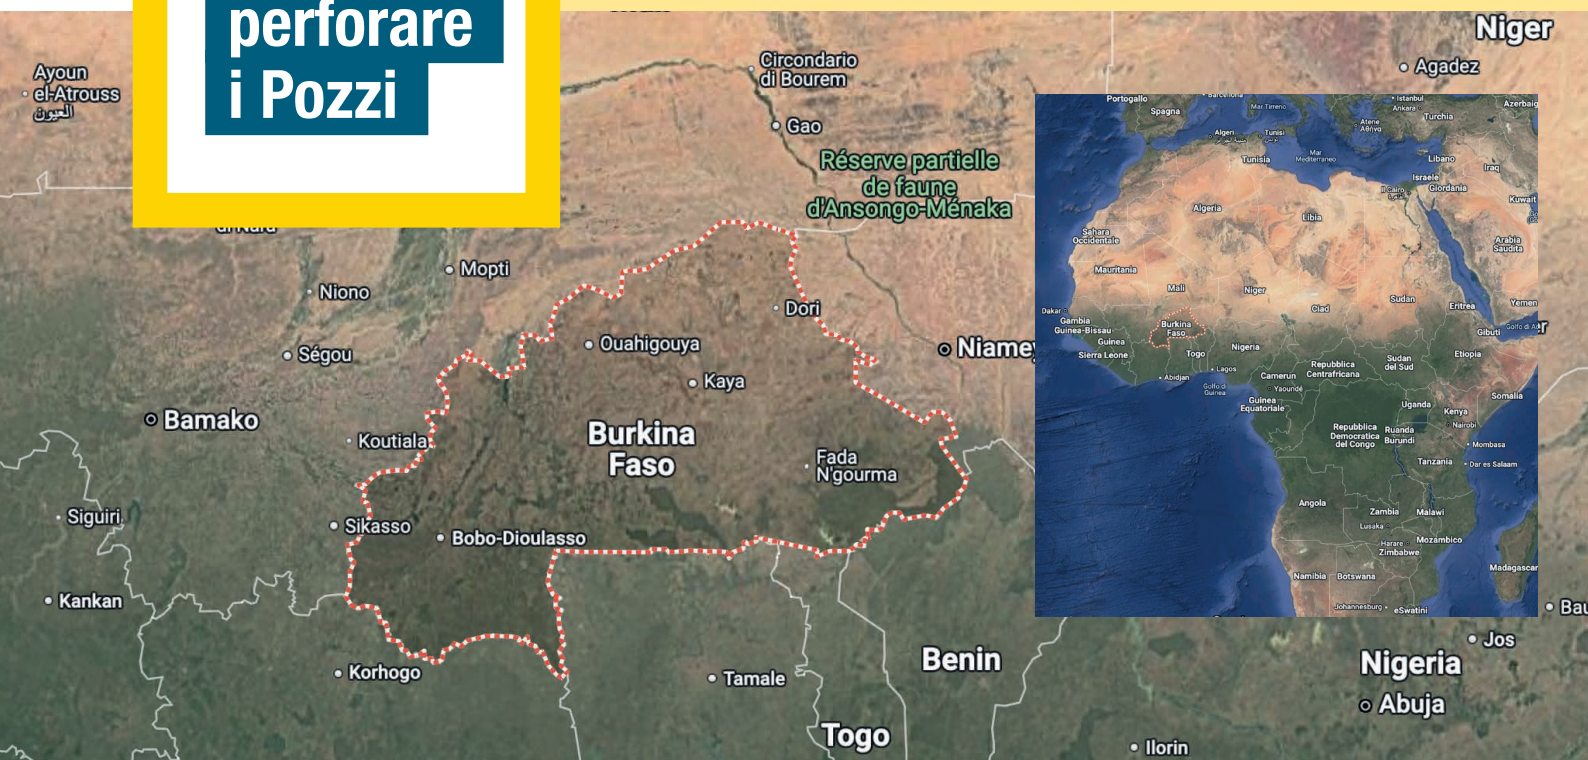 perforare
i Pozzi
Niger
Circondario
di Bourem
Agadez
Ayoun
el-Atrouss
العيون
Gao
Réserve partielle
de faune
d'Ansongo-Ménaka
Mopti
Niono
Dori
Ségou
Ouahigouya
Niamey
Kaya
Bamako
Koutiala
Burkina
Faso
Fada
N'gourma
Siguiri
Sikasso
Bobo-Dioulasso
Kankan
Korhogo
Tamale
Benin
Togo
Nigeria
Abuja
Jos
Ilorin
Portogallo
Spagna
Barcellona
Mar Tirreno
Istanbul
Ankara
Turchia
Atene
Αθήνα
Algeri
Tunisi
Tunisia
Mar
Mediterraneo
Libano
Iraq
Israele
Giordania
Il Cairo
Kuwait
Algeria
Libia
Sahara
Occidentale
Arabia
Saudita
Mauritania
Mali
Niger
Ciad
Sudan
Eritrea
Yemen
Dakar
Gambia
Guinea-Bissau
Guinea
Sierra Leone
Burkina
Faso
Togo
Nigeria
Gibuti
Etiopia
Abidjan
Lagos
Golfo di
Guinea
Camerun
Yaoundé
Repubblica
Centrafricana
Sudan
del Sud
Somalia
Guinea
Equatoriale
Uganda
Kenya
Nairobi
Repubblica
Democratica
del Congo
Ruanda
Burundi
Mombasa
Tanzania
Dar es Salaam
Angola
Zambia
Malawi
Lusaka
Harare
Zimbabwe
Mozambico
Namibia
Botswana
Madagascar
Johannesburg
eSwatini